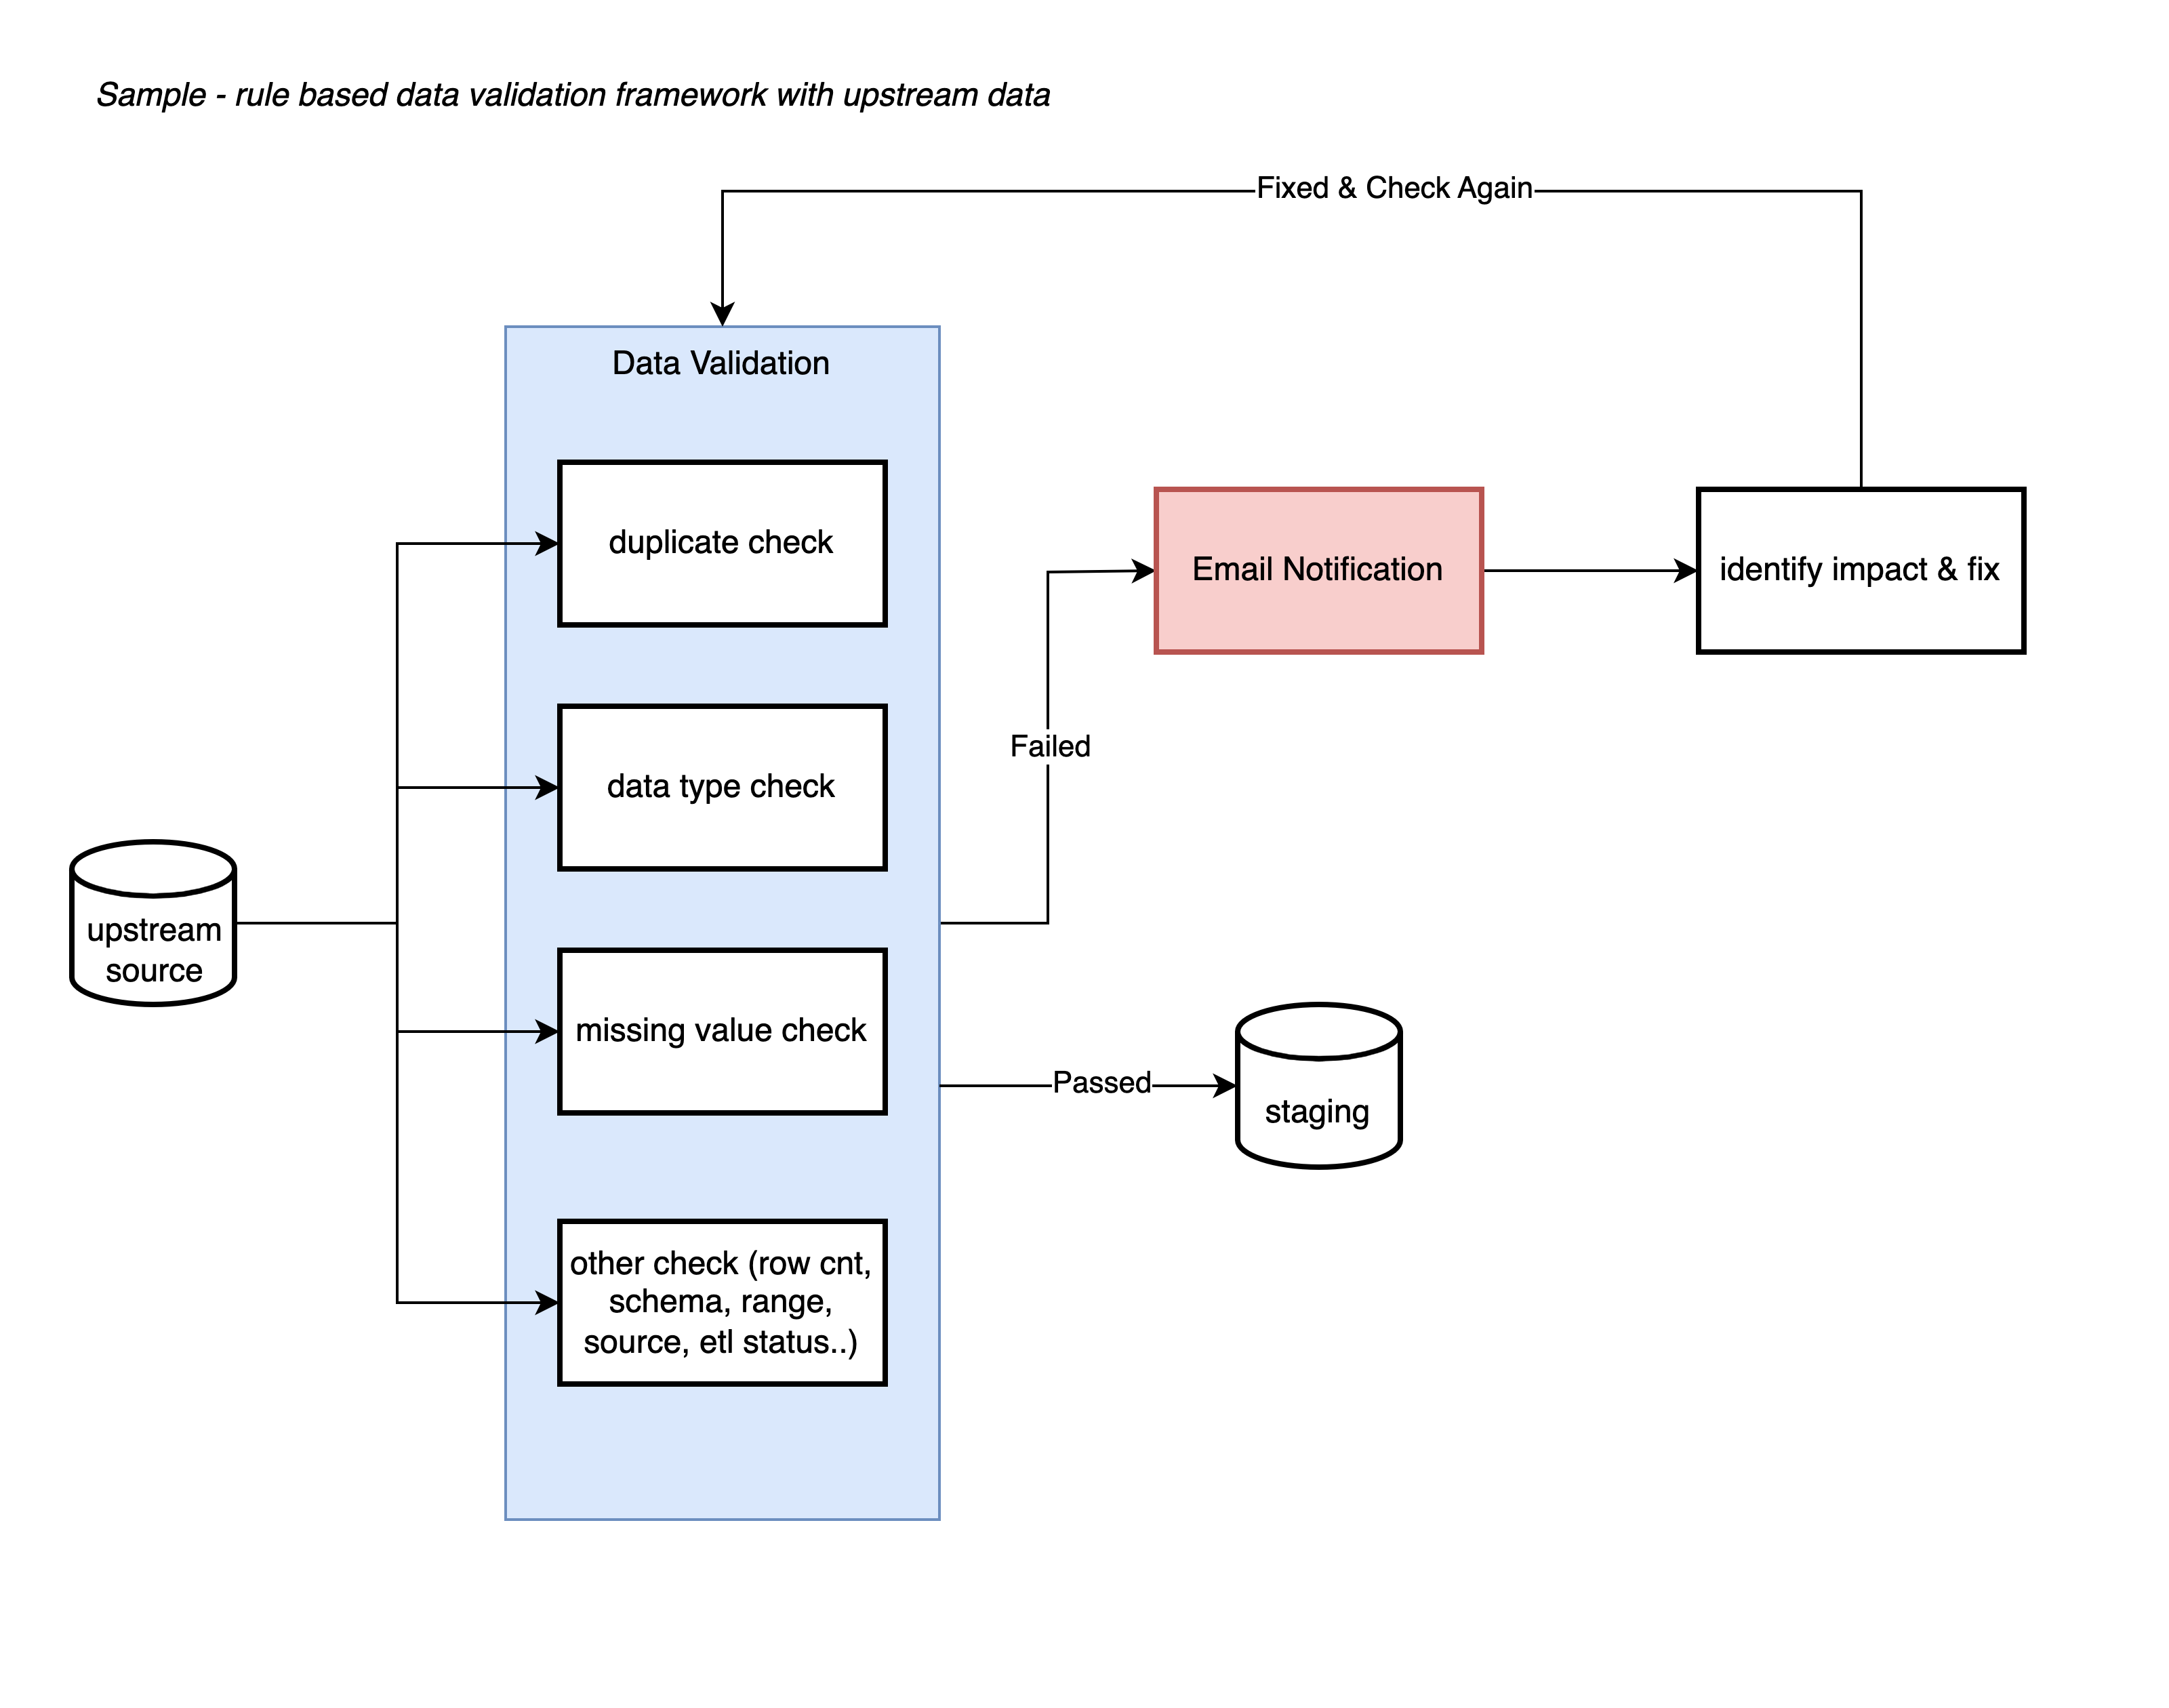 Sample - rule based data validation framework with upstream data
Fixed & Check Again
Data Validation
duplicate check
Email Notification
identify impact & fix
Failed
data type check
upstream
source
missing value check
Passed
staging
other check (row cnt,
schema, range,
source, etl status..)